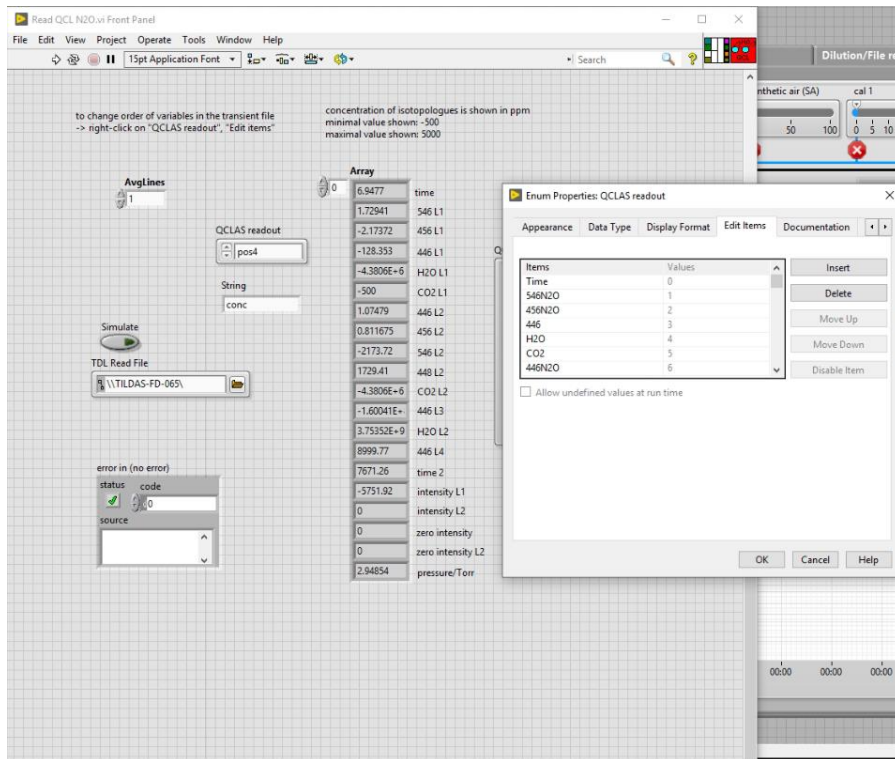 Read QCL N2O.vi Front Panel
File Edit View Project Operate Tools Window Help
15pt Application Font
Search
to change order of variables in the transient file
-> right-click on "QCLAS readout", "Edit items"
concentration of isotopologues is shown in ppm
minimal value shown: -500
maximal value shown: 5000
AvgLines
1
QCLAS readout
pos4
String
conc
Simulate
TDL Read File
\\TILDAS-FD-065\
error in (no error)
status code
0
source
Array
0
6.9477 time
1.72941 546 L1
-2.17372 456 L1
-128.353 446 L1
-4.3806E+6 H2O L1
-500 CO2 L1
1.07479 446 L2
0.811675 456 L2
-2173.72 546 L2
1729.41 448 L2
-4.3806E+6 CO2 L2
-1.60041E+ 446 L3
3.75352E+9 H2O L2
8999.77 446 L4
7671.26 time 2
-5751.92 intensity L1
0 intensity L2
0 zero intensity
0 zero intensity L2
2.94854 pressure/Torr
Enum Properties: QCLAS readout
Appearance Data Type Display Format Edit Items Documentation
Items Values
Time 0
546N2O 1
456N2O 2
446 3
H2O 4
CO2 5
446N2O 6
Insert
Delete
Move Up
Move Down
Disable Item
Allow undefined values at run time
OK Cancel Help
Dilution/File re
nthetic air (SA) cal 1
50 100 0 5 10
00:00 00:00 00:00